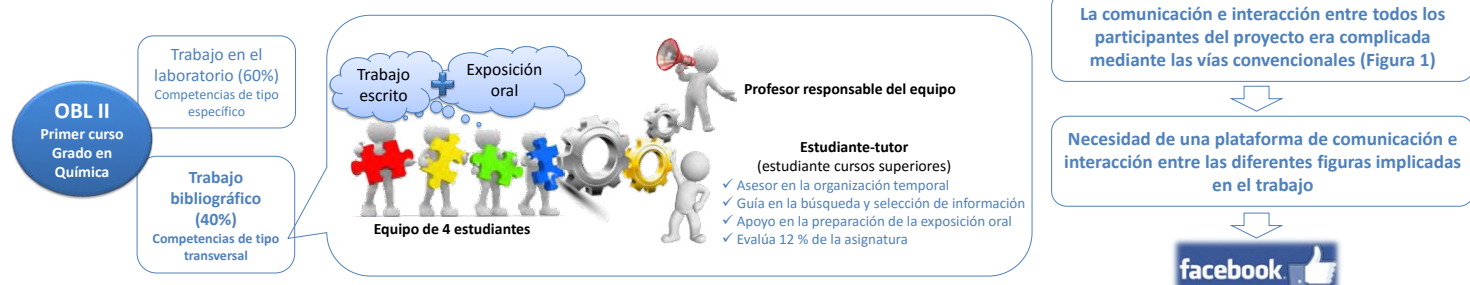 OBL II
Primer curso
Grado en
Química
Trabajo en el
laboratorio (60%)
Competencias de tipo
específico
Trabajo
bibliográfico
(40%)
Competencias de tipo
transversal
Trabajo
escrito
Exposición
oral
Equipo de 4 estudiantes
Profesor responsable del equipo
Estudiante-tutor
(estudiante cursos superiores)
✓ Asesor en la organización temporal
✓ Guía en la búsqueda y selección de información
✓ Apoyo en la preparación de la exposición oral
✓ Evalúa 12 % de la asignatura
La comunicación e interacción entre todos los
participantes del proyecto era complicada
mediante las vías convencionales (Figura 1)
Necesidad de una plataforma de comunicación e
interacción entre las diferentes figuras implicadas
en el trabajo
facebook